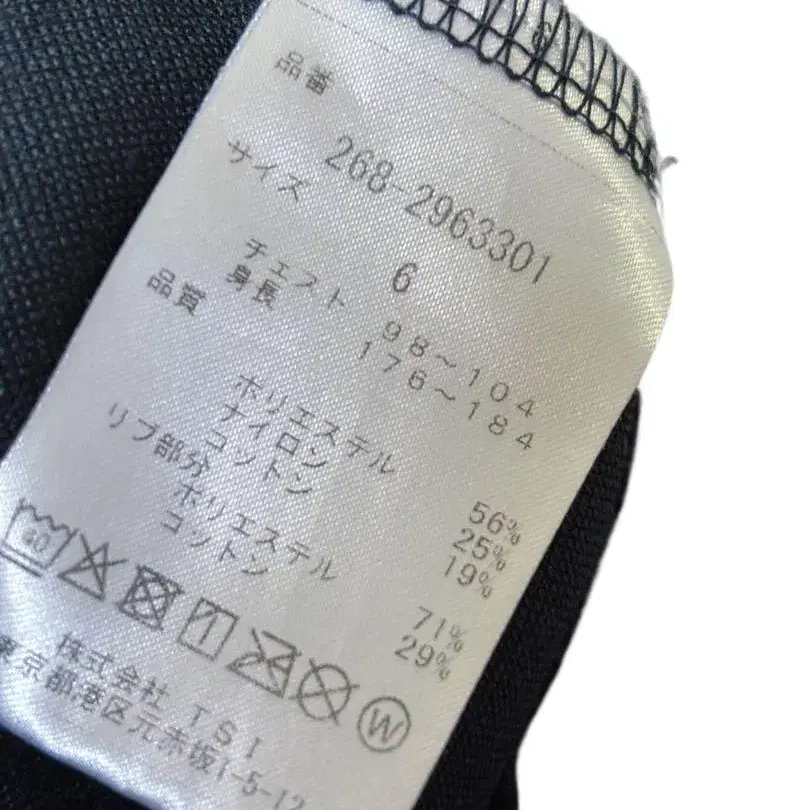 品番
268-2963301
サイズ
6
チェスト 98~104
身長 176~184
品質
ポリエステル 56%
ナイロン 25%
コットン 19%
リブ部分
ポリエステル 71%
コットン 29%
40
W
株式会社 TSI
東京都港区元赤坂1-5-12